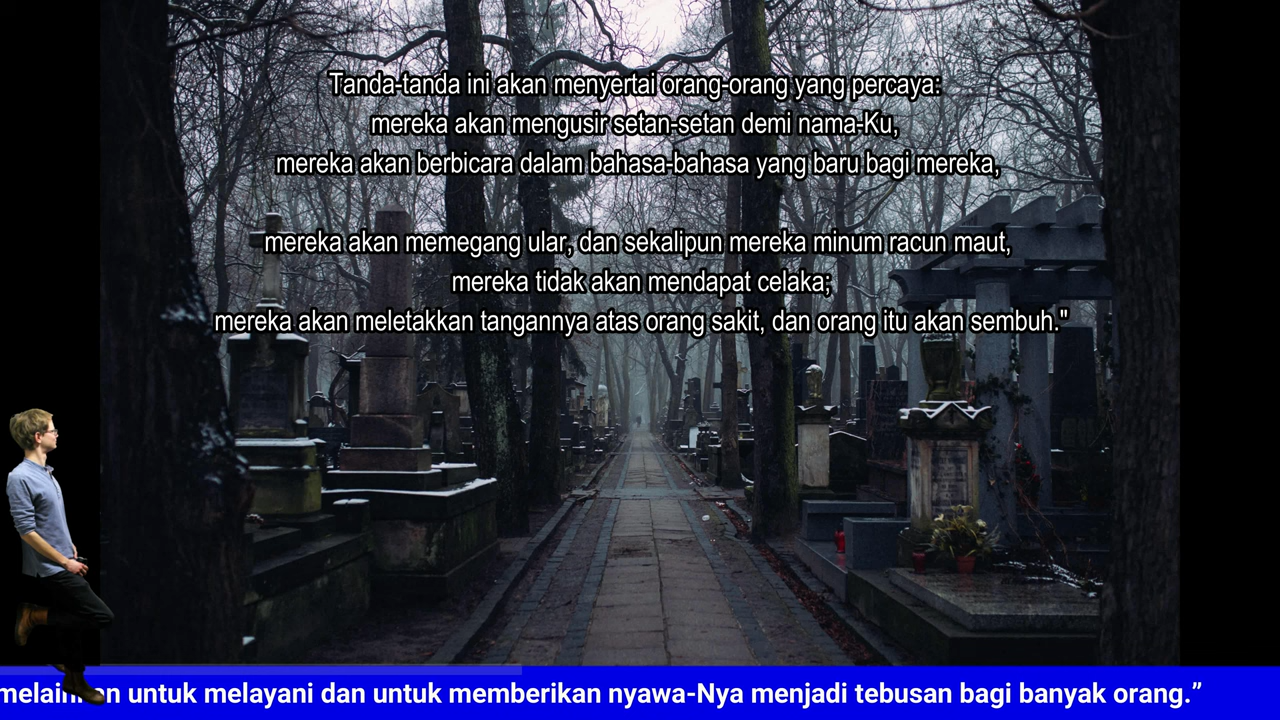 Tanda-tanda ini akan menyertai orang-orang yang percaya:
mereka akan mengusir setan-setan demi nama-Ku,
mereka akan berbicara dalam bahasa-bahasa yang baru bagi mereka,
mereka akan memegang ular, dan sekalipun mereka minum racun maut,
mereka tidak akan mendapat celaka;
mereka akan meletakkan tangannya atas orang sakit, dan orang itu akan sembuh."
untuk melayani dan untuk memberikan nyawa-Nya menjadi tebusan bagi banyak orang.”